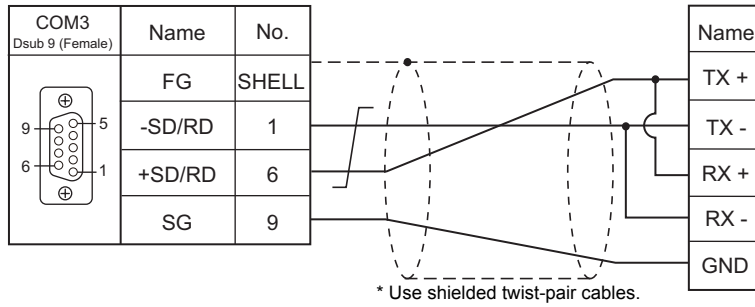 COM3
Dsub 9 (Female)
Name
No.
FG
SHELL
-SD/RD
1
+SD/RD
6
SG
9
9
5
6
1
Name
TX +
TX -
RX +
RX -
GND
* Use shielded twist-pair cables.